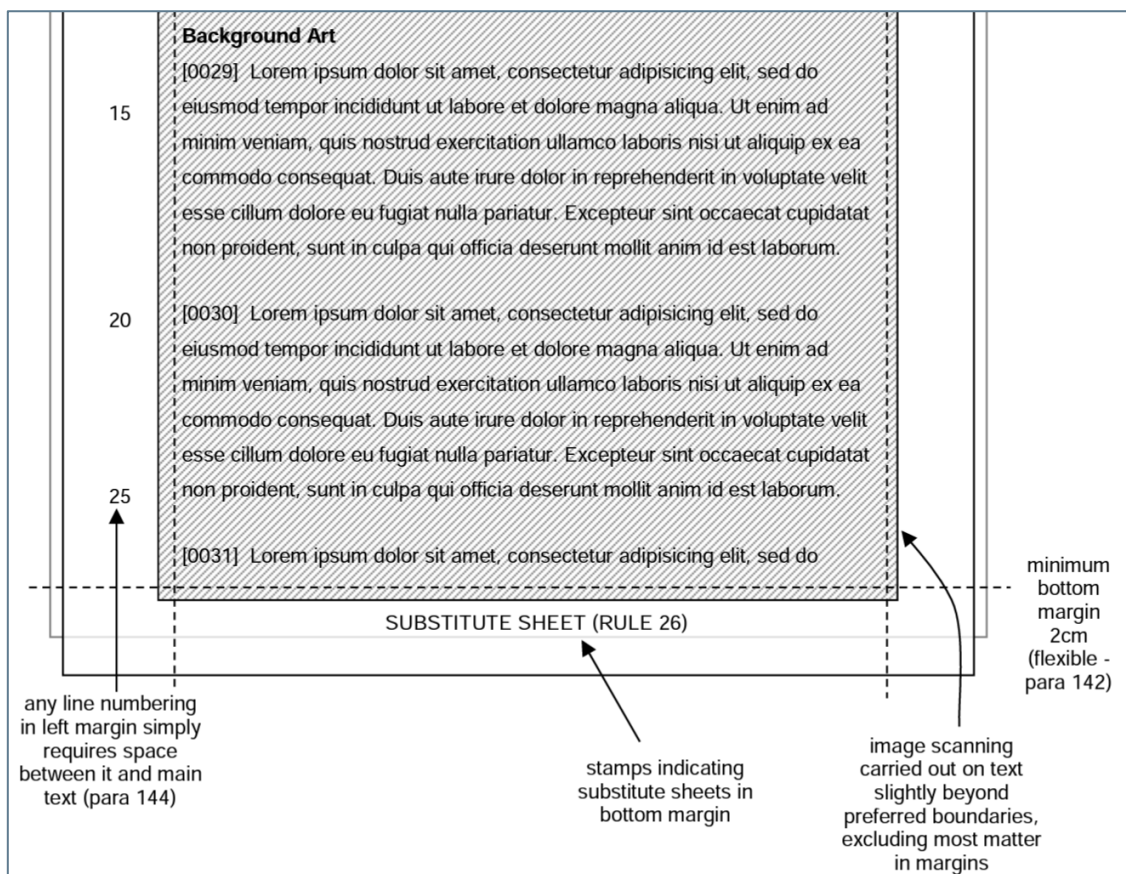 Background Art
[0029] Lorem ipsum dolor sit amet, consectetur adipisicing elit, sed do
15
eiusmod tempor incididunt ut labore et dolore magna aliqua. Ut enim ad
minim veniam, quis nostrud exercitation ullamco laboris nisi ut aliquip ex ea
commodo consequat. Duis aute irure dolor in reprehenderit in voluptate velit
esse cillum dolore eu fugiat nulla pariatur. Excepteur sint occaecat cupidatat
non proident, sunt in culpa qui officia deserunt mollit anim id est laborum.
20
[0030] Lorem ipsum dolor sit amet, consectetur adipisicing elit, sed do
eiusmod tempor incididunt ut labore et dolore magna aliqua. Ut enim ad
minim veniam, quis nostrud exercitation ullamco laboris nisi ut aliquip ex ea
commodo consequat. Duis aute irure dolor in reprehenderit in voluptate velit
esse cillum dolore eu fugiat nulla pariatur. Excepteur sint occaecat cupidatat
25
non proident, sunt in culpa qui officia deserunt mollit anim id est laborum.
[0031] Lorem ipsum dolor sit amet, consectetur adipisicing elit, sed do
SUBSTITUTE SHEET (RULE 26)
minimum
bottom
margin
2cm
(flexible -
para 142)
any line numbering
in left margin simply
requires space
between it and main
text (para 144)
stamps indicating
substitute sheets in
bottom margin
image scanning
carried out on text
slightly beyond
preferred boundaries,
excluding most matter
in margins